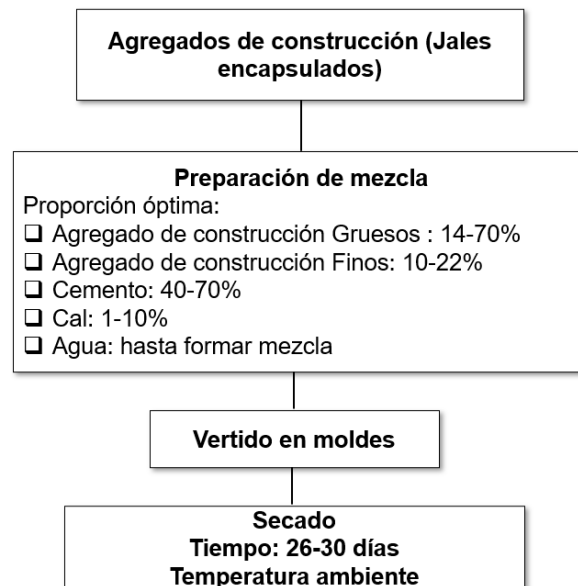 Agregados de construcción (Jales
encapsulados)
Preparación de mezcla
Proporción óptima:
❑ Agregado de construcción Gruesos : 14-70%
❑ Agregado de construcción Finos: 10-22%
❑ Cemento: 40-70%
❑ Cal: 1-10%
❑ Agua: hasta formar mezcla
Vertido en moldes
Secado
Tiempo: 26-30 días
Temperatura ambiente